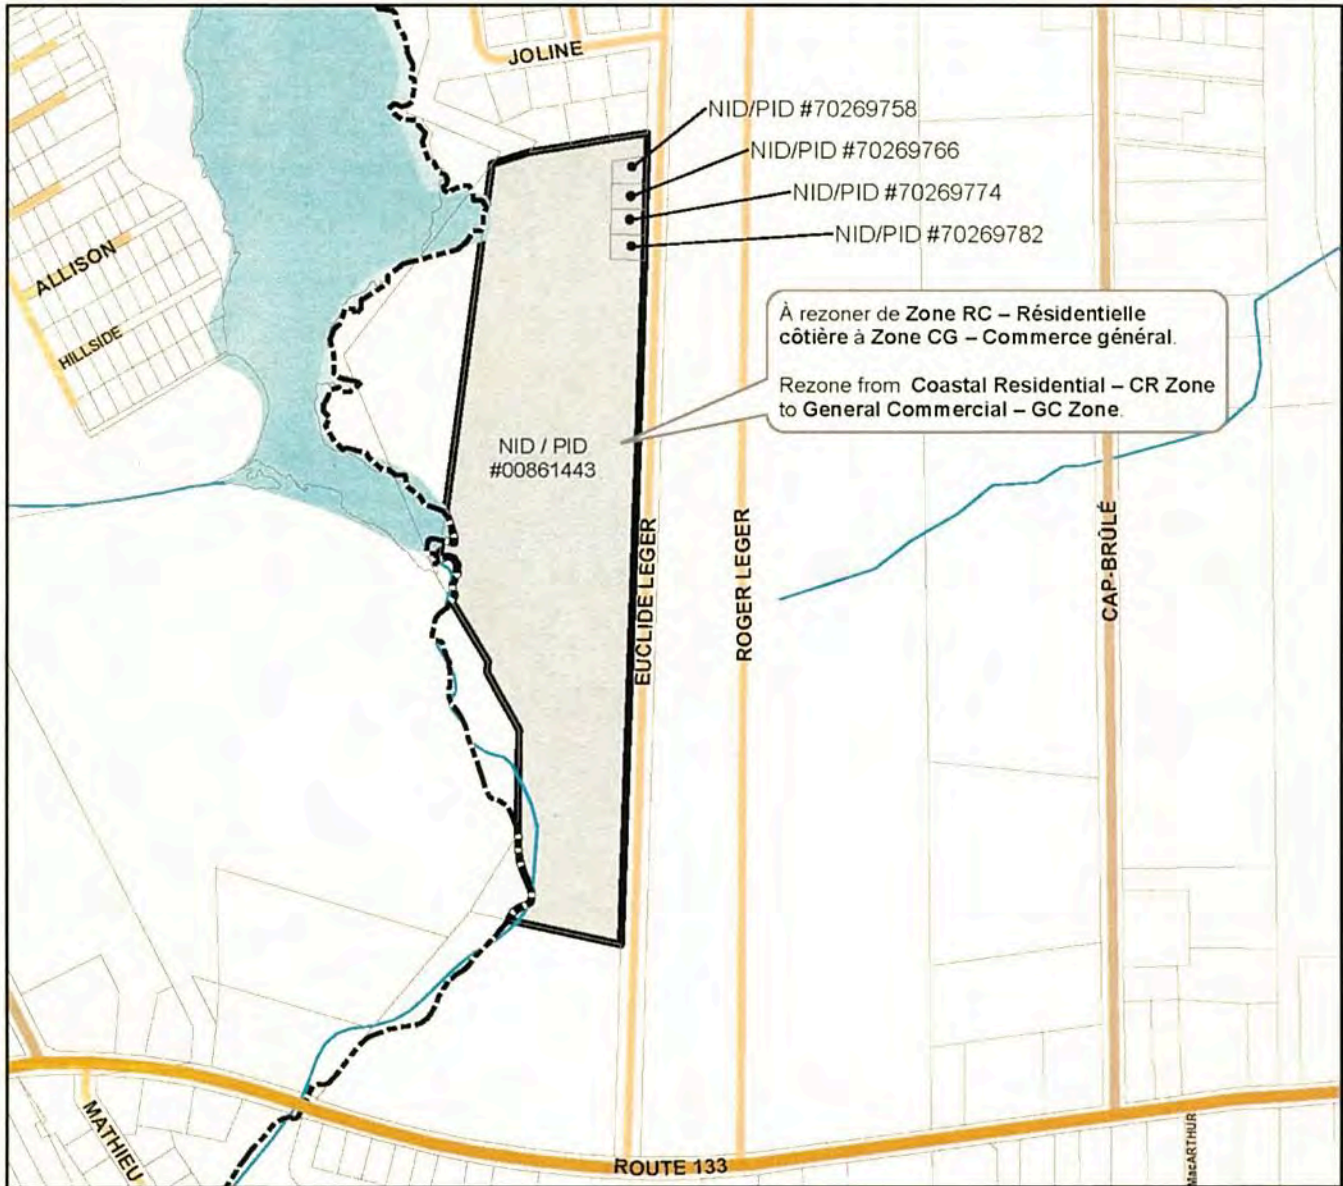 JOLINE
NID/PID #70269758
NID/PID #70269766
NID/PID #70269774
NID/PID #70269782
ALLISON
HILLSIDE
À rezoner de Zone RC – Résidentielle
côtière à Zone CG – Commerce général.
Rezone from Coastal Residential – CR Zone
to General Commercial – GC Zone.
NID / PID
#00861443
EUCLIDE LEGER
ROGER LEGER
CAP-BRÛLÉ
MATHIEU
ROUTE 133
MacARTHUR